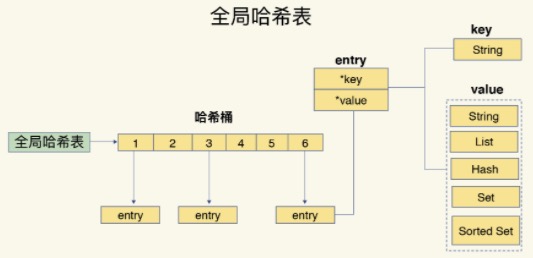 全局哈希表
key
String
entry
*key
*value
value
String
List
Hash
Set
Sorted Set
哈希桶
全局哈希表
1 2 3 4 5 6
entry entry entry